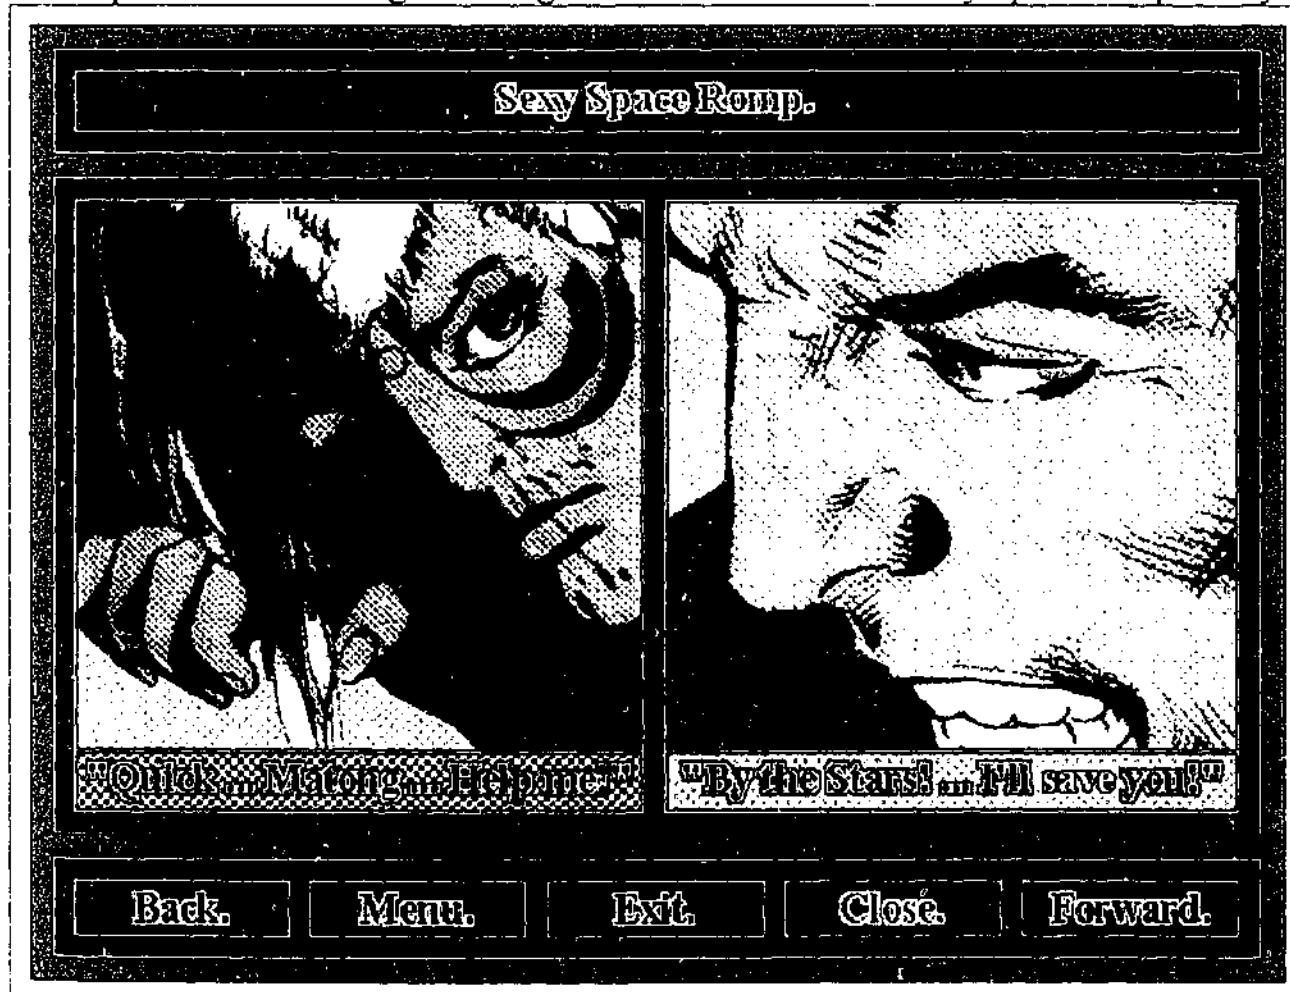 Sexy Space Romp.
"Quick ... Matong ... Help me!"
"By the Stars! ... I'll save you!"
Back.
Menu.
Exit.
Close.
Forward.